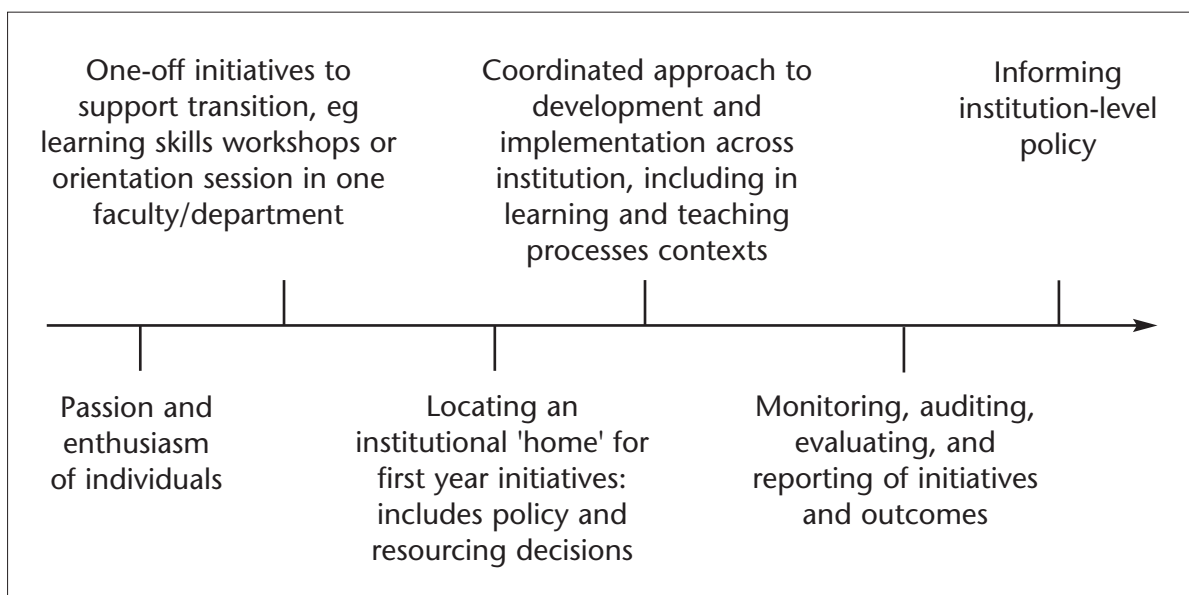 One-off initiatives to
support transition, eg
learning skills workshops or
orientation session in one
faculty/department
Coordinated approach to
development and
implementation across
institution, including in
learning and teaching
processes contexts
Informing
institution-level
policy
Passion and
enthusiasm
of individuals
Locating an
institutional 'home' for
first year initiatives:
includes policy and
resourcing decisions
Monitoring, auditing,
evaluating, and
reporting of initiatives
and outcomes